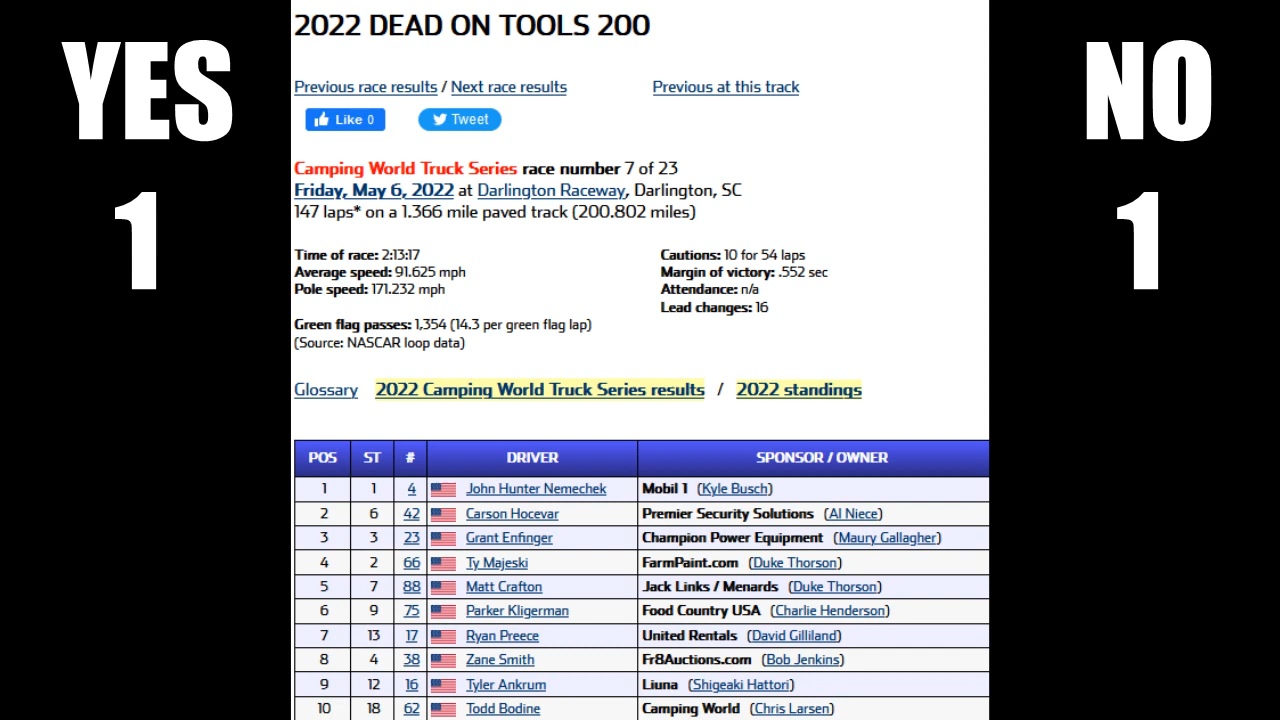 YES
1
NO
1
2022 DEAD ON TOOLS 200
Previous race results / Next race results Previous at this track
Like 0 Tweet
Camping World Truck Series race number 7 of 23
Friday, May 6, 2022 at Darlington Raceway, Darlington, SC
147 laps* on a 1.366 mile paved track (200.802 miles)
Time of race: 2:13:17 Cautions: 10 for 54 laps
Average speed: 91.625 mph Margin of victory: .552 sec
Pole speed: 171.232 mph Attendance: n/a
Lead changes: 16
Green flag passes: 1,354 (14.3 per green flag lap)
(Source: NASCAR loop data)
Glossary 2022 Camping World Truck Series results / 2022 standings
POS ST # DRIVER SPONSOR / OWNER
1 1 4 John Hunter Nemechek Mobil 1 (Kyle Busch)
2 6 42 Carson Hocevar Premier Security Solutions (Al Niece)
3 3 23 Grant Enfinger Champion Power Equipment (Maury Gallagher)
4 2 66 Ty Majeski FarmPaint.com (Duke Thorson)
5 7 88 Matt Crafton Jack Links / Menards (Duke Thorson)
6 9 75 Parker Kligerman Food Country USA (Charlie Henderson)
7 13 17 Ryan Preece United Rentals (David Gilliland)
8 4 38 Zane Smith Fr8Auctions.com (Bob Jenkins)
9 12 16 Tyler Ankrum Liuna (Shigeaki Hattori)
10 18 62 Todd Bodine Camping World (Chris Larsen)